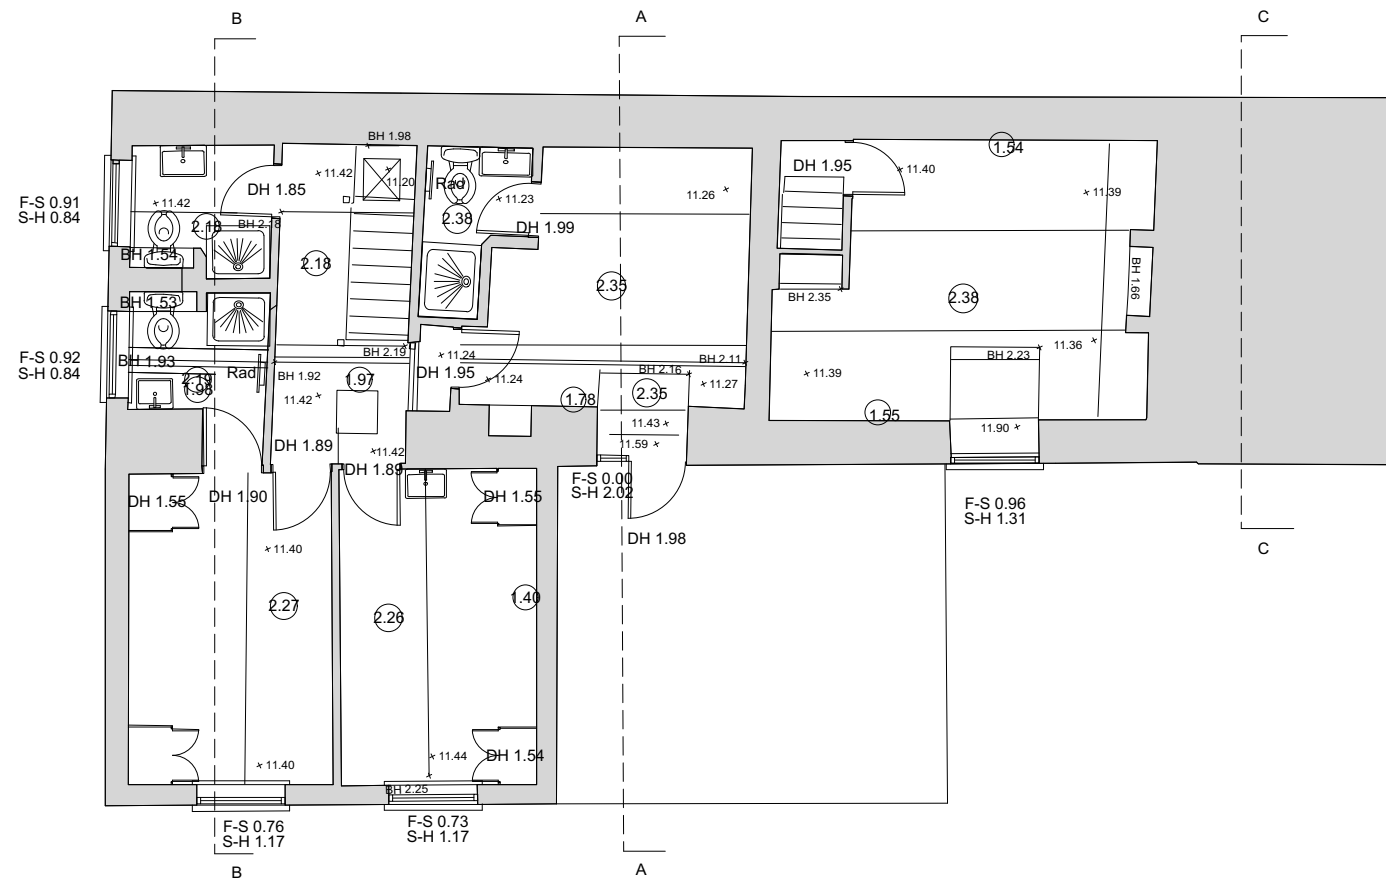 B
A
C
BH 1.98
11.42
11.20
DH 1.85
Rad
11.23
11.26
DH 1.95
1.54
11.40
11.39
F-S 0.91
S-H 0.84
11.42
2.18
BH 2.18
2.38
DH 1.99
BH 1.54
2.18
2.35
BH 1.66
BH 1.53
BH 2.35
2.38
F-S 0.92
S-H 0.84
BH 1.93
BH 2.19
11.24
BH 2.11
11.36
BH 2.23
Rad
2.19
1.98
BH 1.92
1.97
DH 1.95
11.24
BH 2.16
11.27
11.39
11.42
1.78
2.35
1.55
11.43
11.90
DH 1.89
11.42
11.59
DH 1.89
F-S 0.00
S-H 2.02
DH 1.55
DH 1.90
DH 1.55
F-S 0.96
S-H 1.31
DH 1.98
11.40
C
2.27
2.26
1.40
11.40
11.44
DH 1.54
BH 2.25
F-S 0.76
S-H 1.17
F-S 0.73
S-H 1.17
B
A